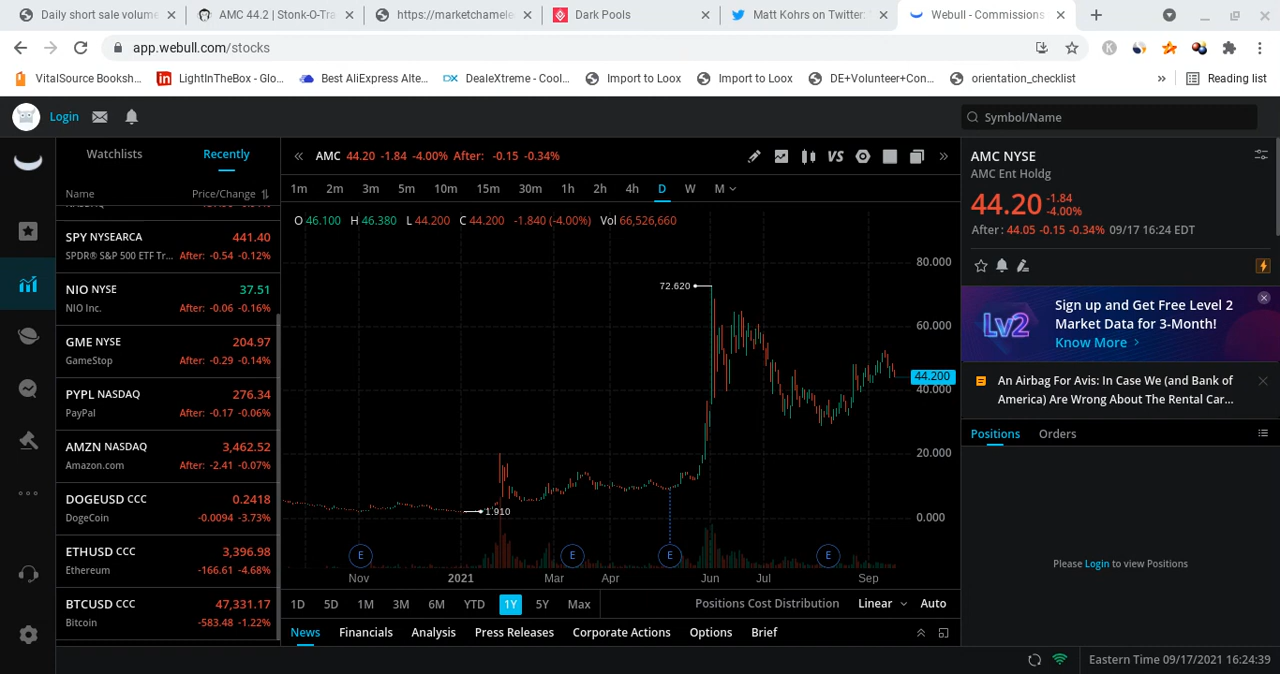 Daily short sale volume
AMC 44.2 | Stonk-O-Tra
https://marketchamele
Dark Pools
Matt Kohrs on Twitter:
Webull - Commissions
app.webull.com/stocks
VitalSource Booksh...
LightInTheBox - Glo...
Best AliExpress Alte...
DX DealeXtreme - Cool...
Import to Loox
Import to Loox
DE+Volunteer+Con...
orientation_checklist
»
Reading list
Login
Symbol/Name
Watchlists Recently
Name Price/Change
SPY NYSEARCA 441.40
SPDR® S&P 500 ETF Tr... After: -0.54 -0.12%
NIO NYSE 37.51
NIO Inc. After: -0.06 -0.16%
GME NYSE 204.97
GameStop After: -0.29 -0.14%
PYPL NASDAQ 276.34
PayPal After: -0.17 -0.06%
AMZN NASDAQ 3,462.52
Amazon.com After: -2.41 -0.07%
DOGEUSD CCC 0.2418
DogeCoin -0.0094 -3.73%
ETHUSD CCC 3,396.98
Ethereum -166.61 -4.68%
BTCUSD CCC 47,331.17
Bitcoin -583.48 -1.22%
AMC 44.20 -1.84 -4.00% After: -0.15 -0.34%
VS
1m 2m 3m 5m 10m 15m 30m 1h 2h 4h D W M
O 46.100 H 46.380 L 44.200 C 44.200 -1.840 (-4.00%) Vol 66,526,660
80.000
72.620
60.000
44.200
40.000
20.000
1.910
0.000
E E E E
Nov 2021 Mar Apr Jun Jul Sep
1D 5D 1M 3M 6M YTD 1Y 5Y Max
Positions Cost Distribution Linear Auto
News Financials Analysis Press Releases Corporate Actions Options Brief
AMC NYSE
AMC Ent Holdg
44.20 -1.84
-4.00%
After: 44.05 -0.15 -0.34% 09/17 16:24 EDT
Lv2
Sign up and Get Free Level 2
Market Data for 3-Month!
Know More
An Airbag For Avis: In Case We (and Bank of
America) Are Wrong About The Rental Car...
Positions Orders
Please Login to view Positions
Eastern Time 09/17/2021 16:24:39